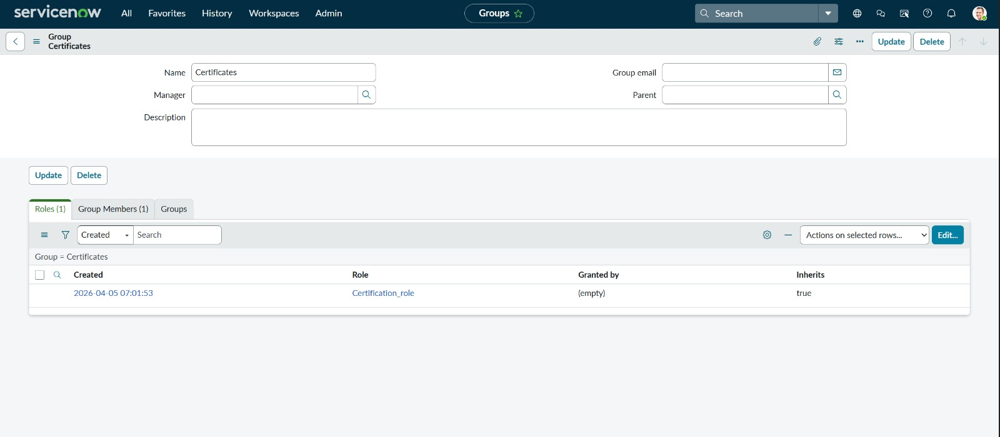 servicenow All Favorites History Workspaces Admin Groups Search
Group
Certificates
Update Delete
Name Certificates Group email
Manager Parent
Description
Update Delete
Roles (1) Group Members (1) Groups
Created Search Actions on selected rows... Edit...
Group = Certificates
Created Role Granted by Inherits
2026-04-05 07:01:53 Certification_role (empty) true